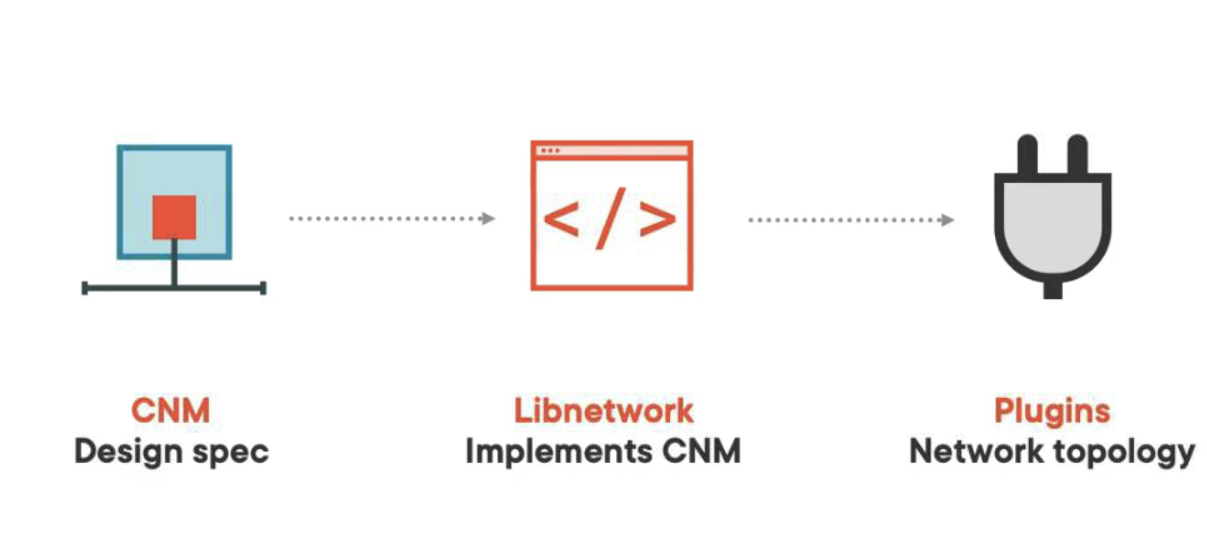 </>
CNM
Design spec
Libnetwork
Implements CNM
Plugins
Network topology